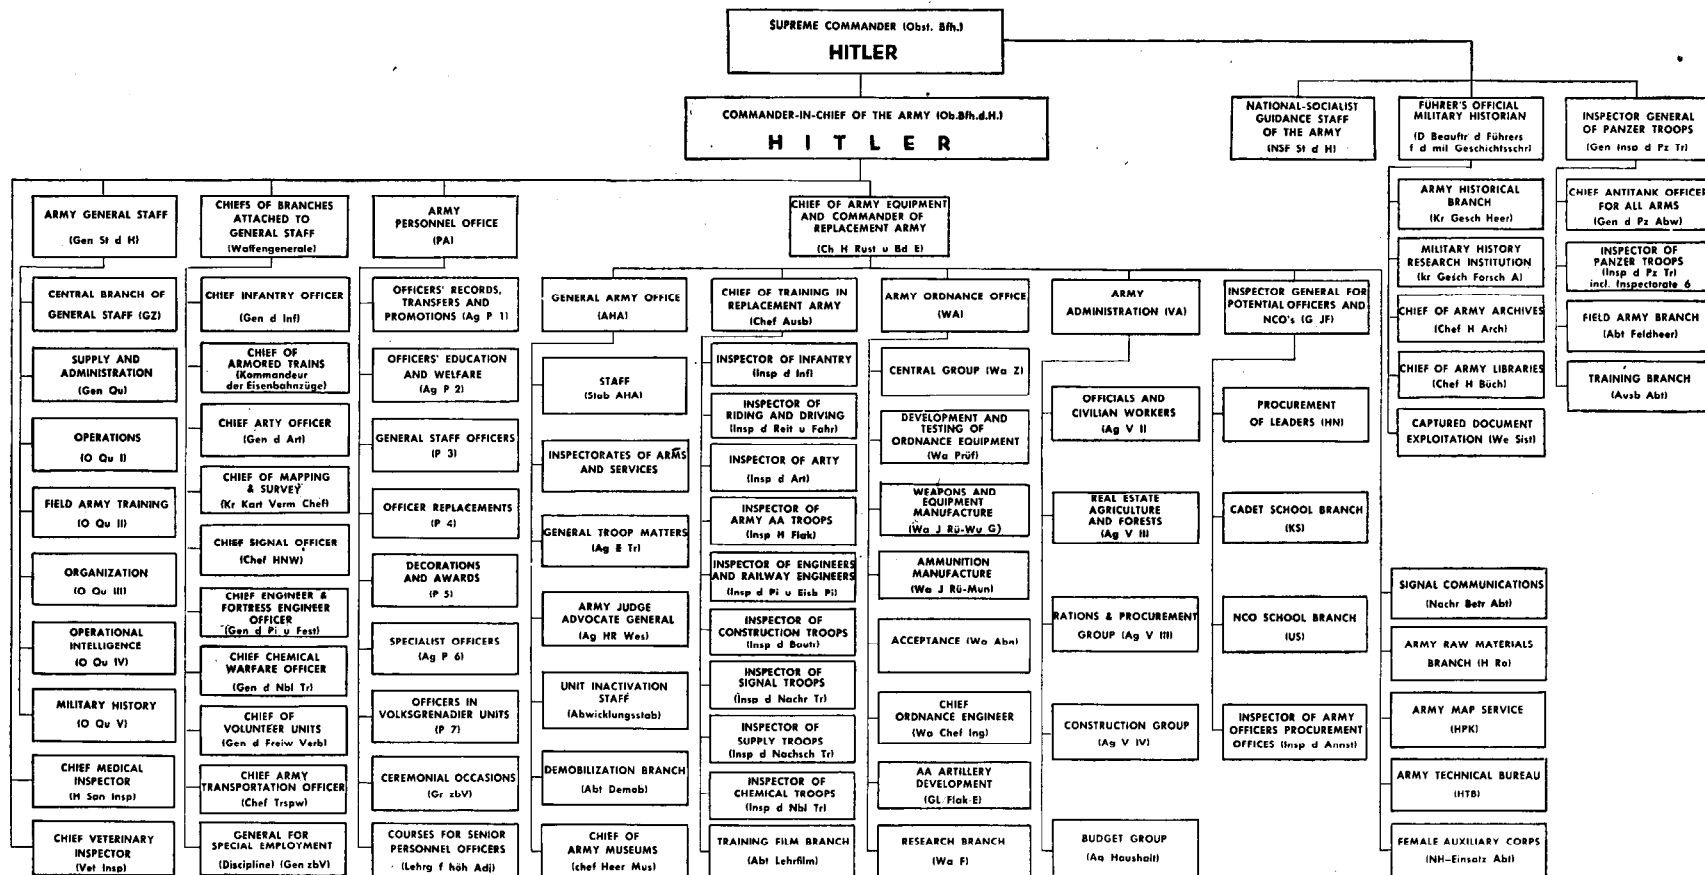 SUPREME COMMANDER (Obst. Bfh.)
HITLER
COMMANDER-IN-CHIEF OF THE ARMY (Ob.Bfh.d.H.)
HITLER
NATIONAL-SOCIALIST
GUIDANCE STAFF
OF THE ARMY
(NSF St d H)
FÜHRER'S OFFICIAL
MILITARY HISTORIAN
(D Beauftr d Führers
f d mil Geschichtsschr)
INSPECTOR GENERAL
OF PANZER TROOPS
(Gen Insp d Pz Tr)
ARMY GENERAL STAFF
(Gen St d H)
CHIEFS OF BRANCHES
ATTACHED TO
GENERAL STAFF
(Waffengenerale)
ARMY
PERSONNEL OFFICE
(PA)
CHIEF OF ARMY EQUIPMENT
AND COMMANDER OF
REPLACEMENT ARMY
(Ch H Rust u Bd E)
CENTRAL BRANCH OF
GENERAL STAFF (GZ)
SUPPLY AND
ADMINISTRATION
(Gen Qu)
OPERATIONS
(O Qu I)
FIELD ARMY TRAINING
(O Qu II)
ORGANIZATION
(O Qu III)
OPERATIONAL
INTELLIGENCE
(O Qu IV)
MILITARY HISTORY
(O Qu V)
CHIEF MEDICAL
INSPECTOR
(H San Insp)
CHIEF VETERINARY
INSPECTOR
(Vet Insp)
CHIEF INFANTRY OFFICER
(Gen d Inf)
CHIEF OF
ARMORED TRAINS
(Kommandeur
der Eisenbahnzüge)
CHIEF ARTY OFFICER
(Gen d Art)
CHIEF OF MAPPING
& SURVEY
(Kr Kart Verm Chef)
CHIEF SIGNAL OFFICER
(Chef HNW)
CHIEF ENGINEER &
FORTRESS ENGINEER
OFFICER
(Gen d Pi u Fest)
CHIEF CHEMICAL
WARFARE OFFICER
(Gen d Nbl Tr)
CHIEF OF
VOLUNTEER UNITS
(Gen d Freiw Verb)
CHIEF ARMY
TRANSPORTATION OFFICER
(Chef Trspw)
GENERAL FOR
SPECIAL EMPLOYMENT
(Discipline) (Gen zbV)
OFFICERS' RECORDS,
TRANSFERS AND
PROMOTIONS (Ag P 1)
OFFICERS' EDUCATION
AND WELFARE
(Ag P 2)
GENERAL STAFF OFFICERS
(P 3)
OFFICER REPLACEMENTS
(P 4)
DECORATIONS
AND AWARDS
(P 5)
SPECIALIST OFFICERS
(Ag P 6)
OFFICERS IN
VOLKSGRENADIER UNITS
(P 7)
CEREMONIAL OCCASIONS
(Gr zbV)
COURSES FOR SENIOR
PERSONNEL OFFICERS
(Lehrg f höh Adj)
GENERAL ARMY OFFICE
(AHA)
STAFF
(Stab AHA)
INSPECTORATES OF ARMS
AND SERVICES
GENERAL TROOP MATTERS
(Ag E Tr)
ARMY JUDGE
ADVOCATE GENERAL
(Ag HR Wes)
UNIT INACTIVATION
STAFF
(Abwicklungsstab)
DEMOBILIZATION BRANCH
(Abt Demob)
CHIEF OF
ARMY MUSEUMS
(chef Heer Mus)
CHIEF OF TRAINING IN
REPLACEMENT ARMY
(Chef Ausb)
INSPECTOR OF INFANTRY
(Insp d Inf)
INSPECTOR OF
RIDING AND DRIVING
(Insp d Reit u Fahr)
INSPECTOR OF ARTY
(Insp d Art)
INSPECTOR OF
ARMY AA TROOPS
(Insp H Flak)
INSPECTOR OF ENGINEERS
AND RAILWAY ENGINEERS
(Insp d Pi u Eisb Pi)
INSPECTOR OF
CONSTRUCTION TROOPS
(Insp d Bautr)
INSPECTOR OF
SIGNAL TROOPS
(Insp d Nachr Tr)
INSPECTOR OF
SUPPLY TROOPS
(Insp d Nachsch Tr)
INSPECTOR OF
CHEMICAL TROOPS
(Insp d Nbl Tr)
TRAINING FILM BRANCH
(Abt Lehrfilm)
ARMY ORDNANCE OFFICE
(WA)
CENTRAL GROUP (Wa Z)
DEVELOPMENT AND
TESTING OF
ORDNANCE EQUIPMENT
(Wa Prüf)
WEAPONS AND
EQUIPMENT
MANUFACTURE
(Wa J Rü-Wu G)
AMMUNITION
MANUFACTURE
(Wa J Rü-Mun)
ACCEPTANCE (Wa Abn)
CHIEF
ORDNANCE ENGINEER
(Wa Chef Ing)
AA ARTILLERY
DEVELOPMENT
(GL Flak-E)
RESEARCH BRANCH
(Wa F)
ARMY
ADMINISTRATION (VA)
OFFICIALS AND
CIVILIAN WORKERS
(Ag V I)
REAL ESTATE
AGRICULTURE
AND FORESTS
(Ag V II)
RATIONS & PROCUREMENT
GROUP (Ag V III)
CONSTRUCTION GROUP
(Ag V IV)
BUDGET GROUP
(Ag Haushalt)
INSPECTOR GENERAL FOR
POTENTIAL OFFICERS AND
NCO's (G JF)
PROCUREMENT
OF LEADERS (HN)
CADET SCHOOL BRANCH
(KS)
NCO SCHOOL BRANCH
(US)
INSPECTOR OF ARMY
OFFICERS PROCUREMENT
OFFICES (Insp d Annst)
ARMY HISTORICAL
BRANCH
(Kr Gesch Heer)
MILITARY HISTORY
RESEARCH INSTITUTION
(kr Gesch Forsch A)
CHIEF OF ARMY ARCHIVES
(Chef H Arch)
CHIEF OF ARMY LIBRARIES
(Chef H Büch)
CAPTURED DOCUMENT
EXPLOITATION (We Sist)
SIGNAL COMMUNICATIONS
(Nachr Betr Abt)
ARMY RAW MATERIALS
BRANCH (H Ro)
ARMY MAP SERVICE
(HPK)
ARMY TECHNICAL BUREAU
(HTB)
FEMALE AUXILIARY CORPS
(NH-Einsatz Abt)
CHIEF ANTITANK OFFICER
FOR ALL ARMS
(Gen d Pz Abw)
INSPECTOR OF
PANZER TROOPS
(Insp d Pz Tr)
incl. Inspectorate 6
FIELD ARMY BRANCH
(Abt Feldheer)
TRAINING BRANCH
(Ausb Abt)